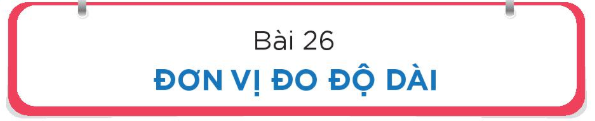 Bài 26
ĐƠN VỊ ĐO ĐỘ DÀI